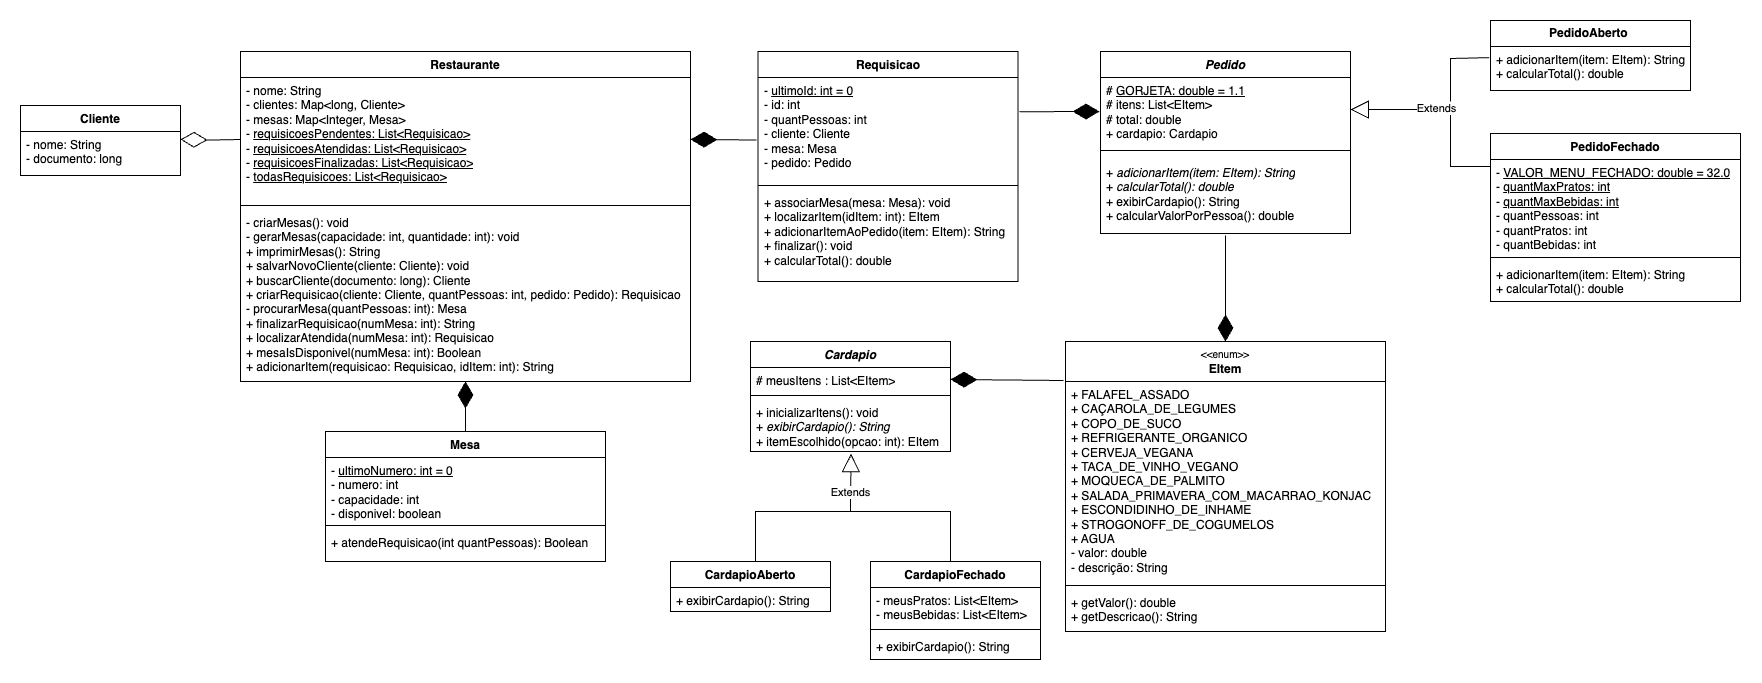 Cliente
- nome: String
- documento: long
Restaurante
- nome: String
- clientes: Map<long, Cliente>
- mesas: Map<Integer, Mesa>
- requisicoesPendentes: List<Requisicao>
- requisicoesAtendidas: List<Requisicao>
- requisicoesFinalizadas: List<Requisicao>
- todasRequisicoes: List<Requisicao>
- criarMesas(): void
- gerarMesas(capacidade: int, quantidade: int): void
+ imprimirMesas(): String
+ salvarNovoCliente(cliente: Cliente): void
+ buscarCliente(documento: long): Cliente
+ criarRequisicao(cliente: Cliente, quantPessoas: int, pedido: Pedido): Requisicao
- procurarMesa(quantPessoas: int): Mesa
+ finalizarRequisicao(numMesa: int): String
+ localizarAtendida(numMesa: int): Requisicao
+ mesaIsDisponivel(numMesa: int): Boolean
+ adicionarItem(requisicao: Requisicao, idItem: int): String
Mesa
- ultimoNumero: int = 0
- numero: int
- capacidade: int
- disponivel: boolean
+ atendeRequisicao(int quantPessoas): Boolean
Requisicao
- ultimoId: int = 0
- id: int
- quantPessoas: int
- cliente: Cliente
- mesa: Mesa
- pedido: Pedido
+ associarMesa(mesa: Mesa): void
+ localizarItem(idItem: int): EItem
+ adicionarItemAoPedido(item: EItem): String
+ finalizar(): void
+ calcularTotal(): double
Pedido
# GORJETA: double = 1.1
# itens: List<EItem>
# total: double
+ cardapio: Cardapio
+ adicionarItem(item: EItem): String
+ calcularTotal(): double
+ exibirCardapio(): String
+ calcularValorPorPessoa(): double
Extends
PedidoAberto
+ adicionarItem(item: EItem): String
+ calcularTotal(): double
PedidoFechado
- VALOR_MENU_FECHADO: double = 32.0
- quantMaxPratos: int
- quantMaxBebidas: int
- quantPessoas: int
- quantPratos: int
- quantBebidas: int
+ adicionarItem(item: EItem): String
+ calcularTotal(): double
Cardapio
# meusItens : List<EItem>
+ inicializarItens(): void
+ exibirCardapio(): String
+ itemEscolhido(opcao: int): EItem
Extends
CardapioAberto
+ exibirCardapio(): String
CardapioFechado
- meusPratos: List<EItem>
- meusBebidas: List<EItem>
+ exibirCardapio(): String
<<enum>>
EItem
+ FALAFEL_ASSADO
+ CAÇAROLA_DE_LEGUMES
+ COPO_DE_SUCO
+ REFRIGERANTE_ORGANICO
+ CERVEJA_VEGANA
+ TACA_DE_VINHO_VEGANO
+ MOQUECA_DE_PALMITO
+ SALADA_PRIMAVERA_COM_MACARRAO_KONJAC
+ ESCONDIDINHO_DE_INHAME
+ STROGONOFF_DE_COGUMELOS
+ AGUA
- valor: double
- descrição: String
+ getValor(): double
+ getDescricao(): String